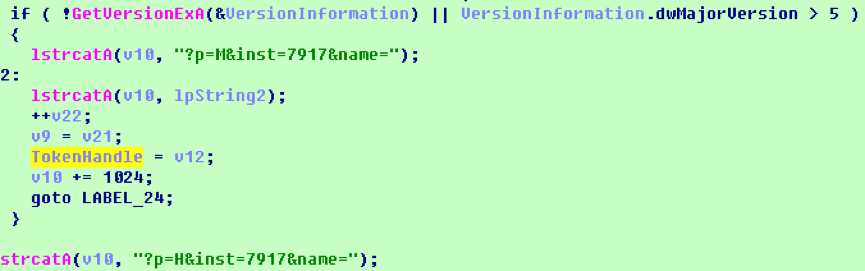 if ( !GetVersionExA(&VersionInformation) || VersionInformation.dwMajorVersion > 5 )
{
lstrcatA(v10, "?p=M&inst=7917&name=");
2:
lstrcatA(v10, lpString2);
++v22;
v9 = v21;
TokenHandle = v12;
v10 += 1024;
goto LABEL_24;
}
strcatA(v10, "?p=H&inst=7917&name=");